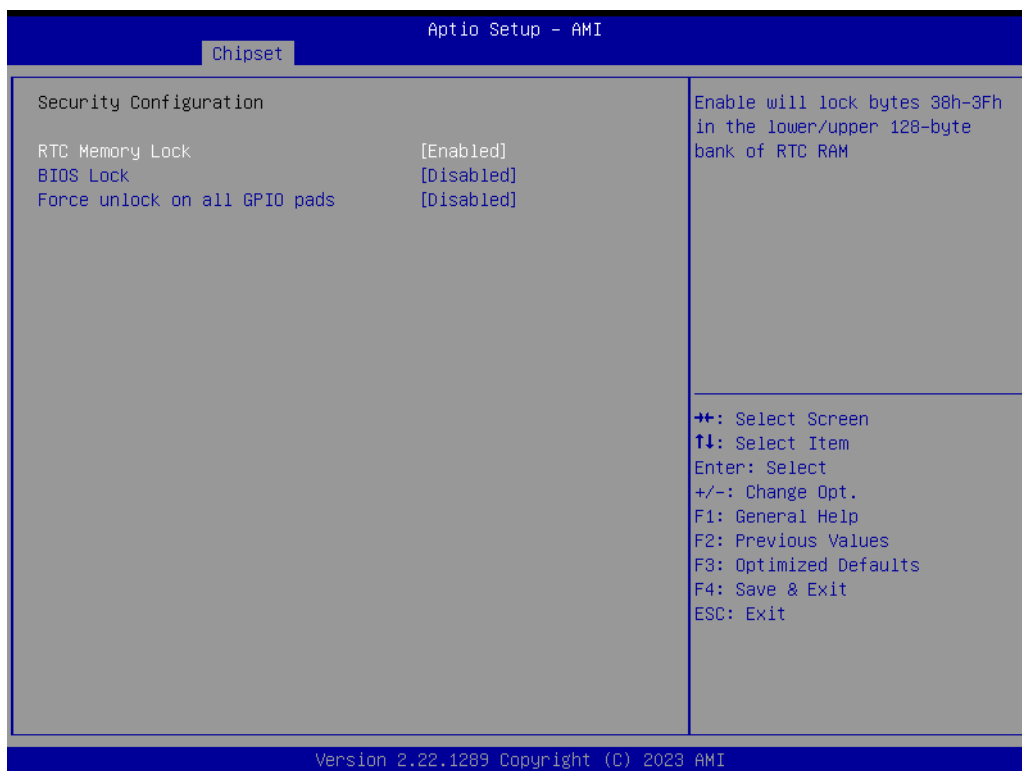 Aptio Setup – AMI
Chipset
Security Configuration
RTC Memory Lock [Enabled]
BIOS Lock [Disabled]
Force unlock on all GPIO pads [Disabled]
Enable will lock bytes 38h-3Fh
in the lower/upper 128-byte
bank of RTC RAM
→←: Select Screen
↑↓: Select Item
Enter: Select
+/-: Change Opt.
F1: General Help
F2: Previous Values
F3: Optimized Defaults
F4: Save & Exit
ESC: Exit
Version 2.22.1289 Copyright (C) 2023 AMI